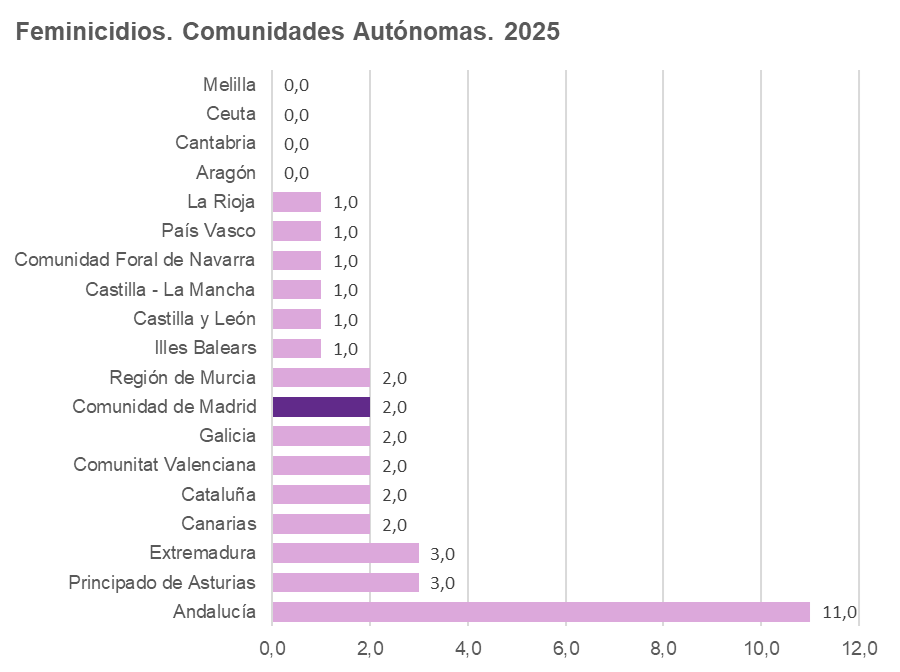 Feminicidios. Comunidades Autónomas. 2025
Melilla 0,0
Ceuta 0,0
Cantabria 0,0
Aragón 0,0
La Rioja 1,0
País Vasco 1,0
Comunidad Foral de Navarra 1,0
Castilla - La Mancha 1,0
Castilla y León 1,0
Illes Balears 1,0
Región de Murcia 2,0
Comunidad de Madrid 2,0
Galicia 2,0
Comunitat Valenciana 2,0
Cataluña 2,0
Canarias 2,0
Extremadura 3,0
Principado de Asturias 3,0
Andalucía 11,0
0,0 2,0 4,0 6,0 8,0 10,0 12,0